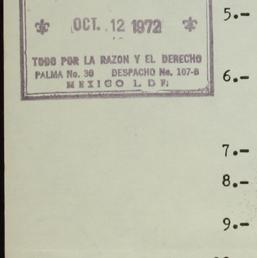 OCT. 12 1972
TODO POR LA RAZON Y EL DERECHO
PALMA No. 30 DESPACHO No. 107-B
MEXICO 1, D.F.
5.-
6.-
7.-
8.-
9.-